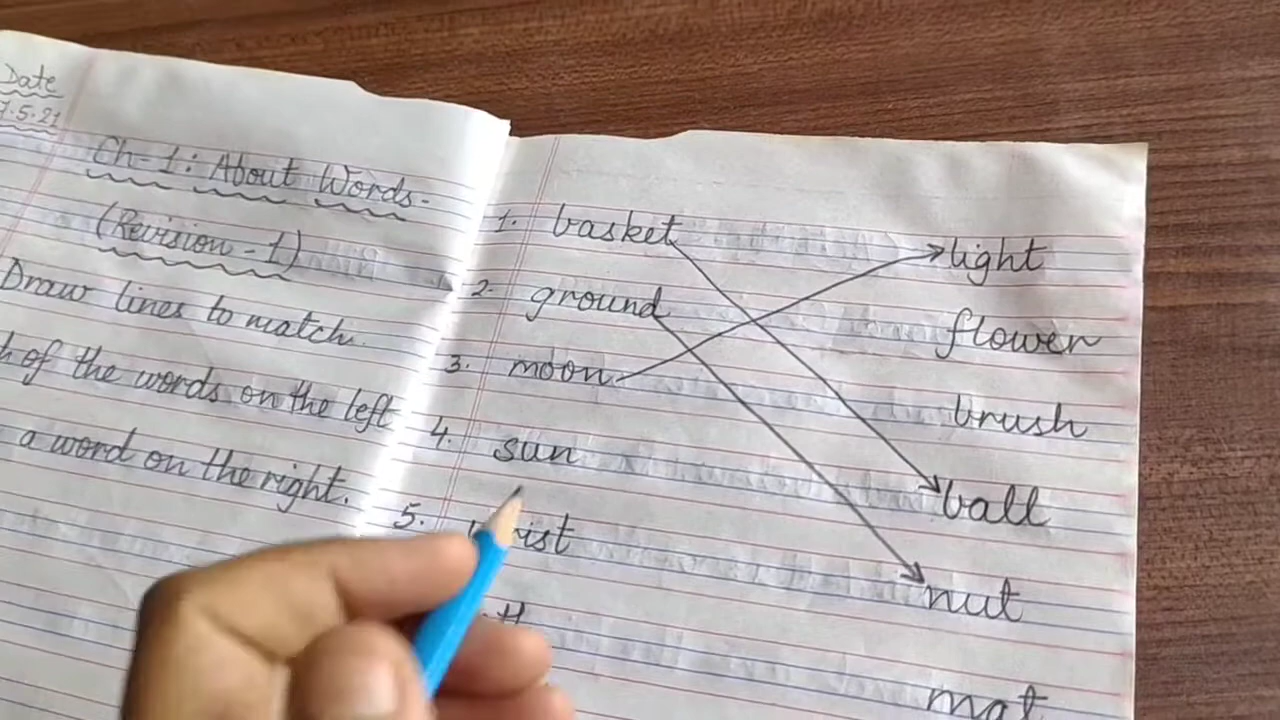 Date
7.5.21
Ch-1: About Words-
(Revision - 1)
Draw lines to match
of the words on the left
a word on the right.
1. basket
light
2. ground
flower
3. moon
brush
4. sun
ball
5.
nut
mat